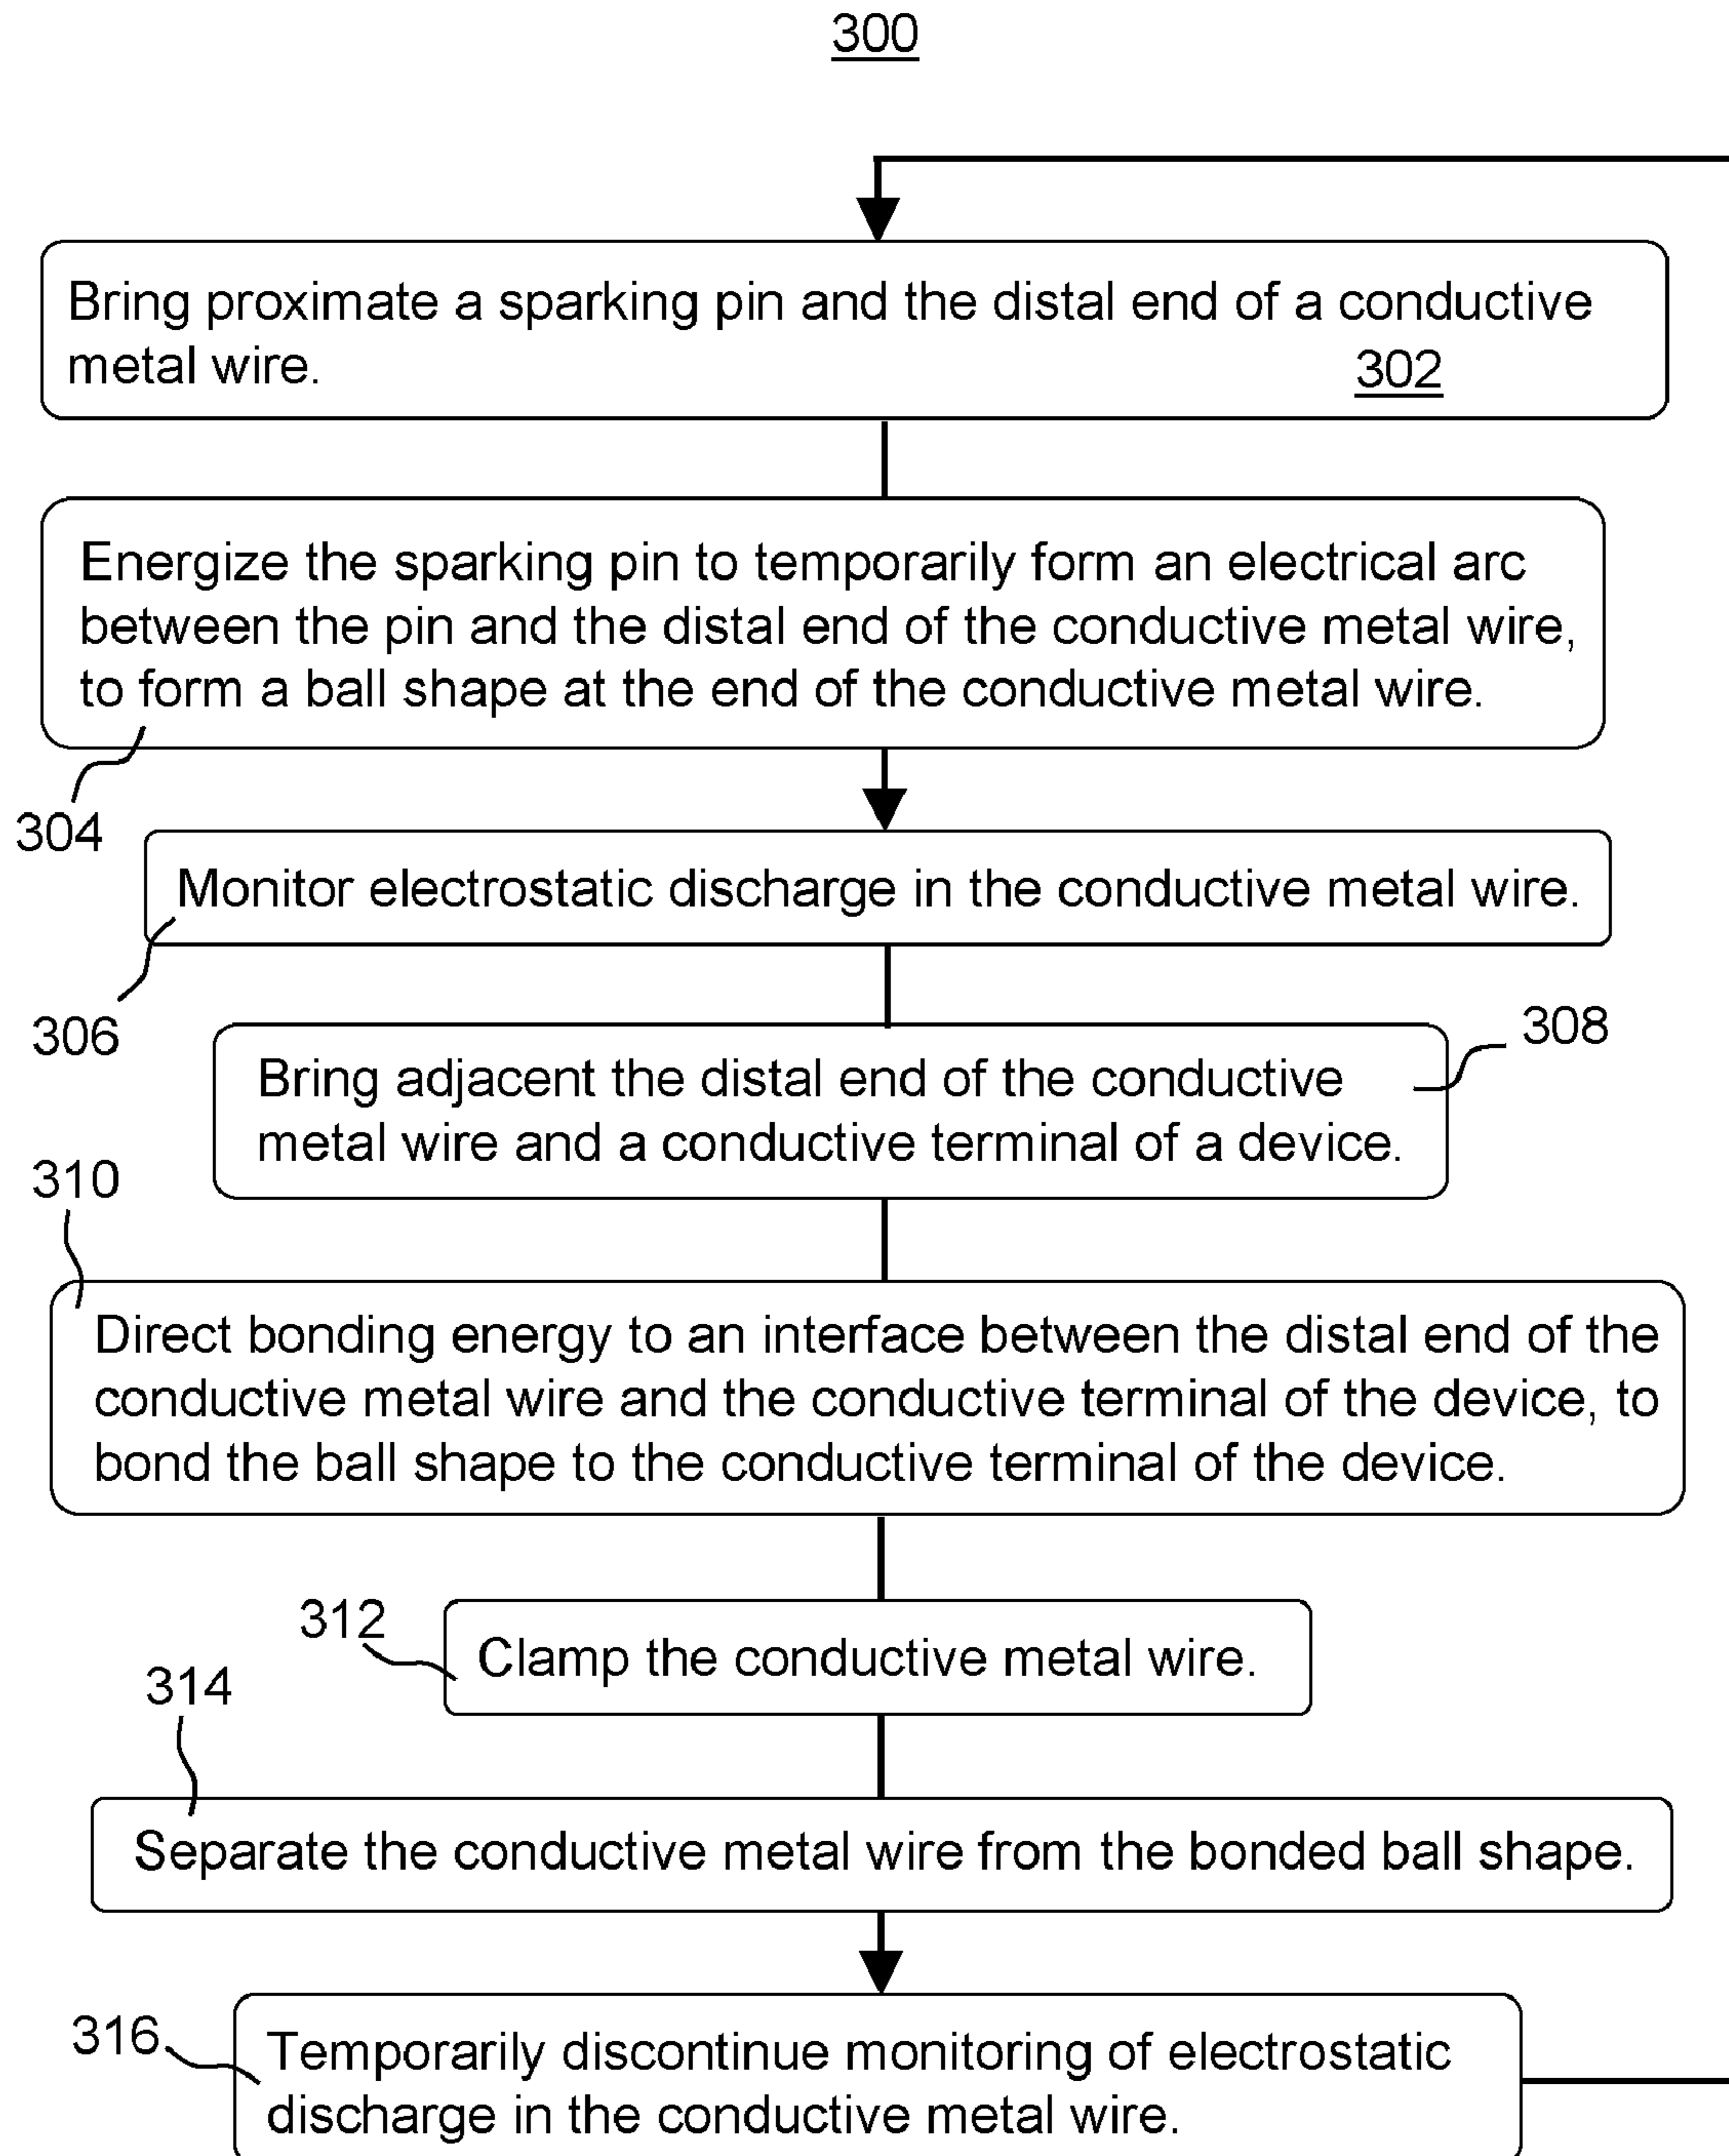 300
Bring proximate a sparking pin and the distal end of a conductive
metal wire.
302
Energize the sparking pin to temporarily form an electrical arc
between the pin and the distal end of the conductive metal wire,
to form a ball shape at the end of the conductive metal wire.
304
Monitor electrostatic discharge in the conductive metal wire.
306
308
Bring adjacent the distal end of the conductive
metal wire and a conductive terminal of a device.
310
Direct bonding energy to an interface between the distal end of the
conductive metal wire and the conductive terminal of the device, to
bond the ball shape to the conductive terminal of the device.
312
Clamp the conductive metal wire.
314
Separate the conductive metal wire from the bonded ball shape.
316
Temporarily discontinue monitoring of electrostatic
discharge in the conductive metal wire.